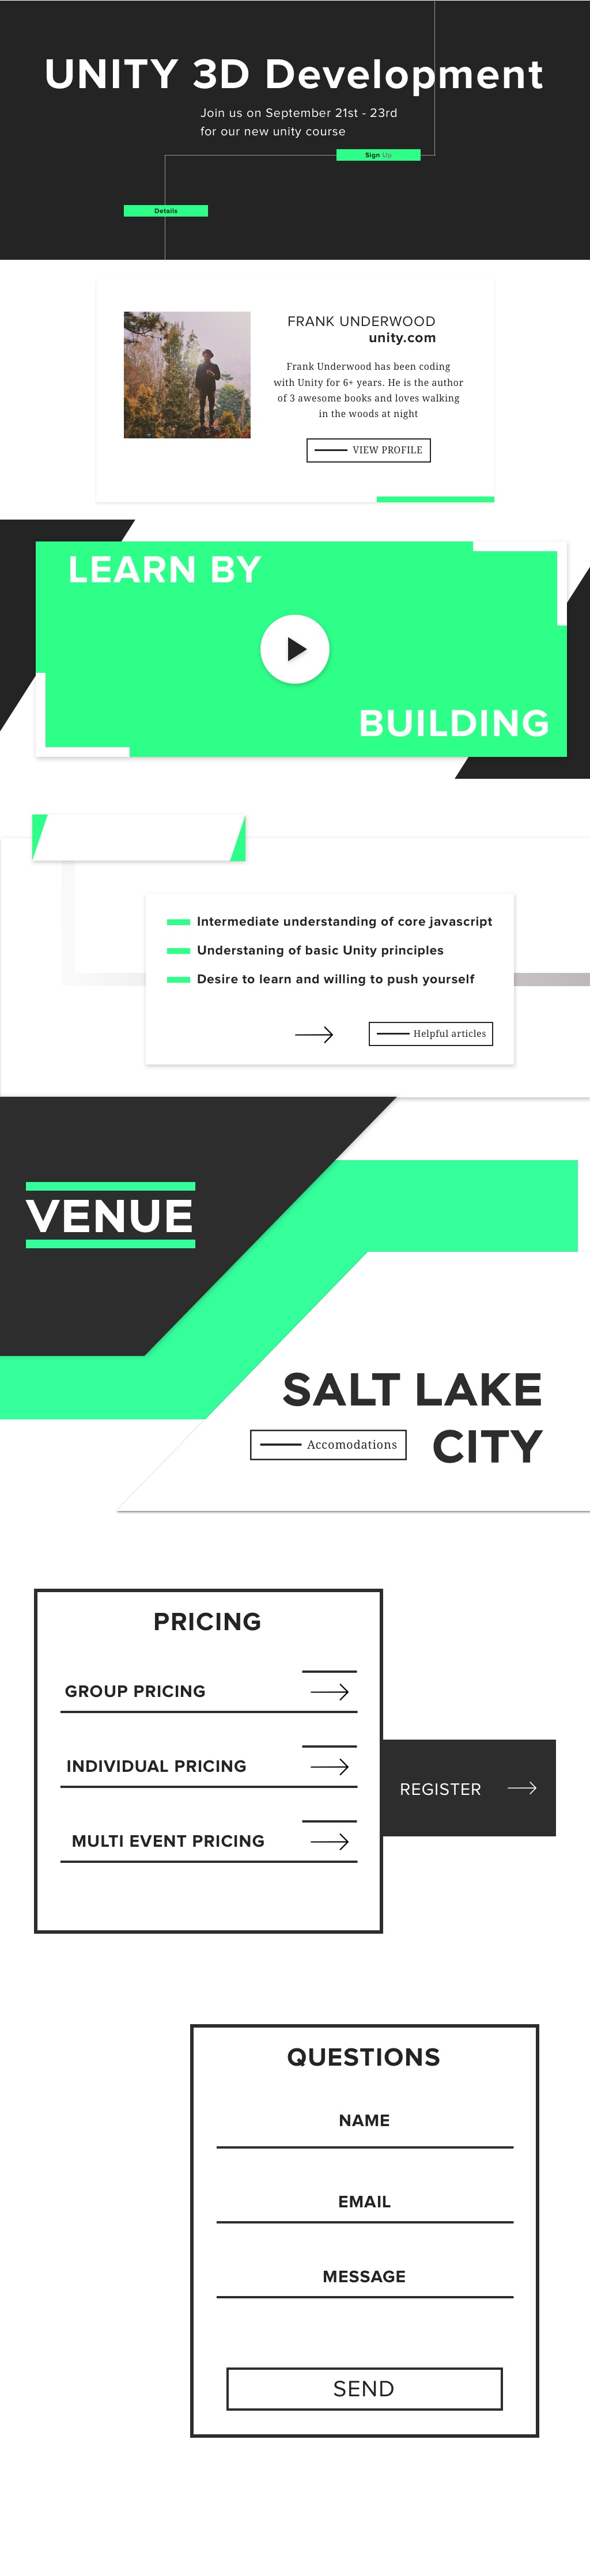 UNITY 3D Development
Join us on September 21st - 23rd
for our new unity course
Sign Up
Details
FRANK UNDERWOOD
unity.com
Frank Underwood has been coding
with Unity for 6+ years. He is the author
of 3 awesome books and loves walking
in the woods at night
VIEW PROFILE
LEARN BY
BUILDING
Intermediate understanding of core javascript
Understaning of basic Unity principles
Desire to learn and willing to push yourself
Helpful articles
VENUE
SALT LAKE
Accomodations
CITY
PRICING
GROUP PRICING
INDIVIDUAL PRICING
REGISTER
MULTI EVENT PRICING
QUESTIONS
NAME
EMAIL
MESSAGE
SEND